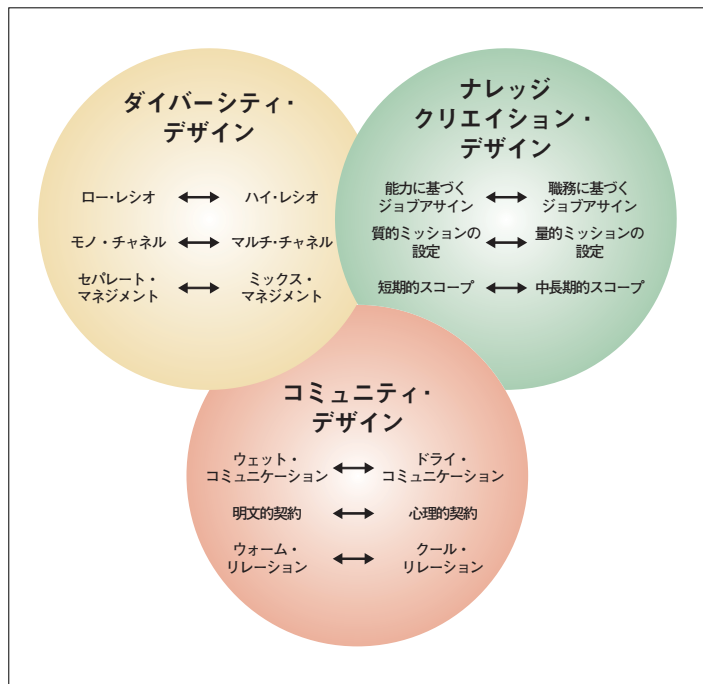 ダイバーシティ・
デザイン
ロー・レシオ
ハイ・レシオ
モノ・チャネル
マルチ・チャネル
セパレート・
マネジメント
ミックス・
マネジメント
ナレッジ
クリエイション・
デザイン
能力に基づく
ジョブアサイン
職務に基づく
ジョブアサイン
質的ミッションの
設定
量的ミッションの
設定
短期的スコープ
中長期的スコープ
コミュニティ・
デザイン
ウェット・
コミュニケーション
ドライ・
コミュニケーション
明文的契約
心理的契約
ウォーム・
リレーション
クール・
リレーション